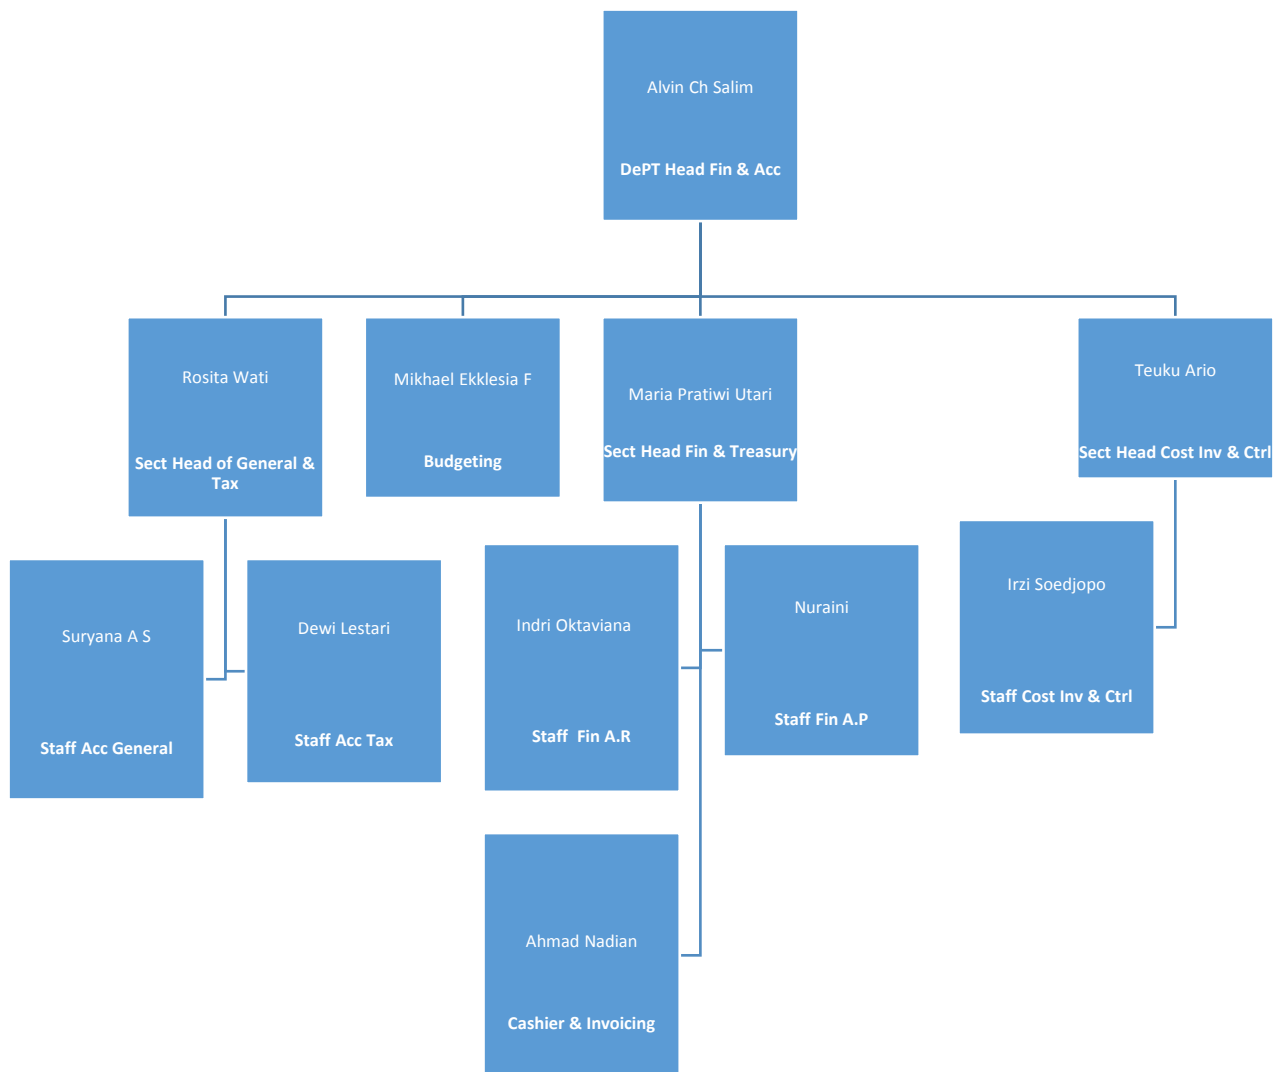 Alvin Ch Salim
DePT Head Fin & Acc
Rosita Wati
Sect Head of General &
Tax
Mikhael Ekklesia F
Budgeting
Maria Pratiwi Utari
Sect Head Fin & Treasury
Teuku Ario
Sect Head Cost Inv & Ctrl
Suryana A S
Staff Acc General
Dewi Lestari
Staff Acc Tax
Indri Oktaviana
Staff  Fin A.R
Nuraini
Staff Fin A.P
Irzi Soedjopo
Staff Cost Inv & Ctrl
Ahmad Nadian
Cashier & Invoicing